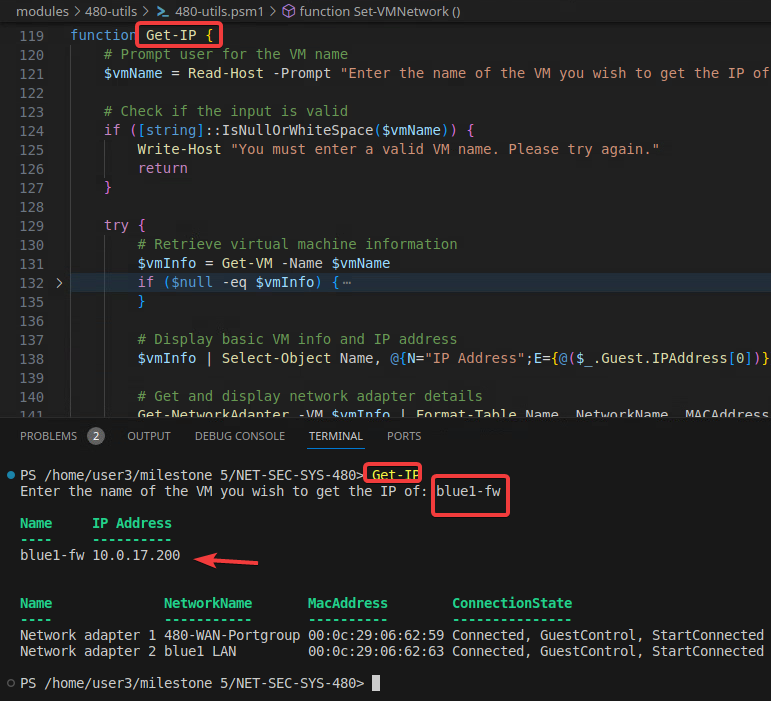 modules > 480-utils > 480-utils.psm1 > function Set-VMNetwork ()
119 function Get-IP {
120 # Prompt user for the VM name
121 $vmName = Read-Host -Prompt "Enter the name of the VM you wish to get the IP of
122
123 # Check if the input is valid
124 if ([string]::IsNullOrWhiteSpace($vmName)) {
125 Write-Host "You must enter a valid VM name. Please try again."
126 return
127 }
128
129 try {
130 # Retrieve virtual machine information
131 $vmInfo = Get-VM -Name $vmName
132 if ($null -eq $vmInfo) {⋯
135 }
136
137 # Display basic VM info and IP address
138 $vmInfo | Select-Object Name, @{N="IP Address";E={@($_.Guest.IPAddress[0])}
139
140 # Get and display network adapter details
141 Get-NetworkAdapter -VM $vmInfo | Format-Table Name, NetworkName, MACAddress
PROBLEMS 2 OUTPUT DEBUG CONSOLE TERMINAL PORTS
PS /home/user3/milestone 5/NET-SEC-SYS-480> Get-IP
Enter the name of the VM you wish to get the IP of: blue1-fw
Name IP Address
---- ----------
blue1-fw 10.0.17.200
Name NetworkName MacAddress ConnectionState
---- ----------- ---------- ---------------
Network adapter 1 480-WAN-Portgroup 00:0c:29:06:62:59 Connected, GuestControl, StartConnected
Network adapter 2 blue1 LAN 00:0c:29:06:62:63 Connected, GuestControl, StartConnected
PS /home/user3/milestone 5/NET-SEC-SYS-480>